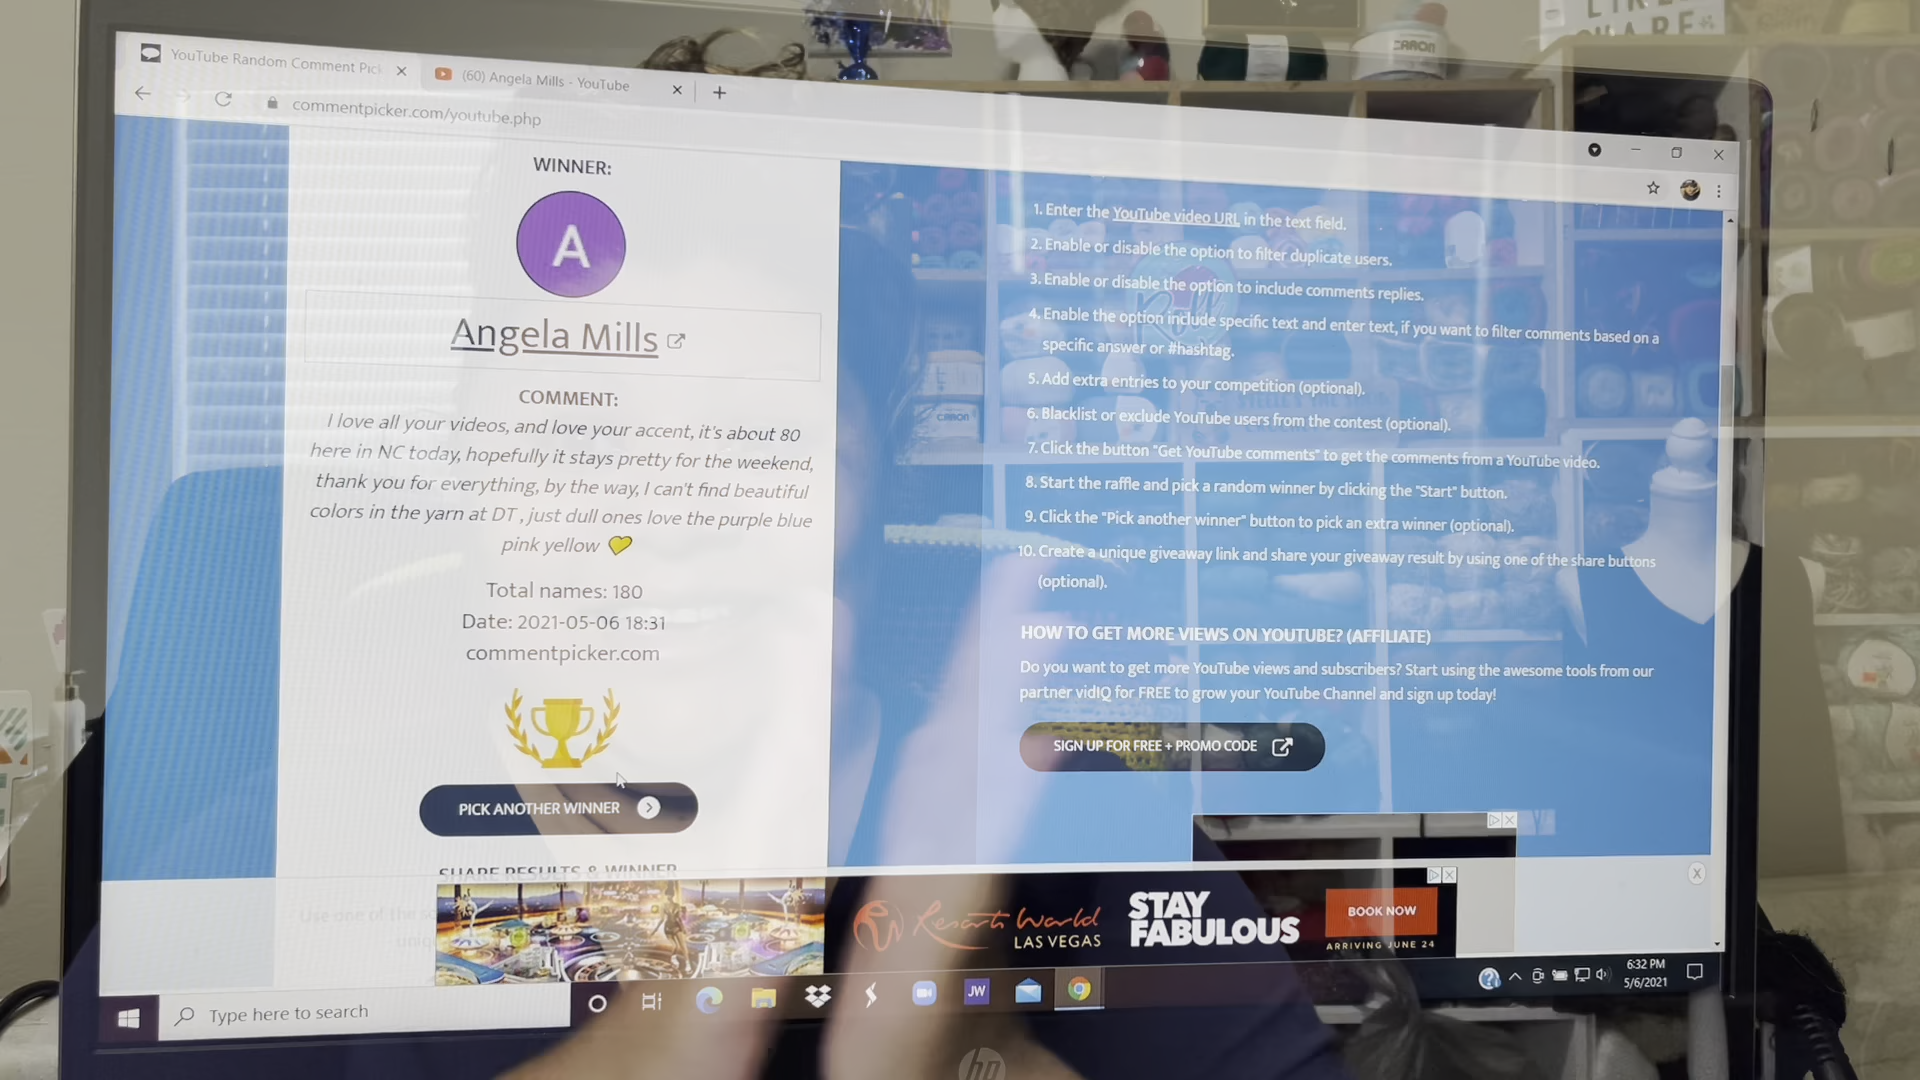 YouTube Random Comment Pick
(60) Angela Mills - YouTube
commentpicker.com/youtube.php
WINNER:
A
Angela Mills
COMMENT:
I love all your videos, and love your accent, it's about 80
here in NC today, hopefully it stays pretty for the weekend,
thank you for everything, by the way, I can't find beautiful
colors in the yarn at DT , just dull ones love the purple blue
pink yellow 💛
Total names: 180
Date: 2021-05-06 18:31
commentpicker.com
PICK ANOTHER WINNER
SHARE RESULTS & WINNER
1. Enter the YouTube video URL in the text field.
2. Enable or disable the option to filter duplicate users.
3. Enable or disable the option to include comments replies.
4. Enable the option include specific text and enter text, if you want to filter comments based on a
specific answer or #hashtag.
5. Add extra entries to your competition (optional).
6. Blacklist or exclude YouTube users from the contest (optional).
7. Click the button "Get YouTube comments" to get the comments from a YouTube video.
8. Start the raffle and pick a random winner by clicking the "Start" button.
9. Click the "Pick another winner" button to pick an extra winner (optional).
10. Create a unique giveaway link and share your giveaway result by using one of the share buttons
(optional).
HOW TO GET MORE VIEWS ON YOUTUBE? (AFFILIATE)
Do you want to get more YouTube views and subscribers? Start using the awesome tools from our
partner vidIQ for FREE to grow your YouTube Channel and sign up today!
SIGN UP FOR FREE + PROMO CODE
Resorts World
LAS VEGAS
STAY
FABULOUS
BOOK NOW
ARRIVING JUNE 24
Type here to search
JW
6:32 PM
5/6/2021
hp
CARON
CARON